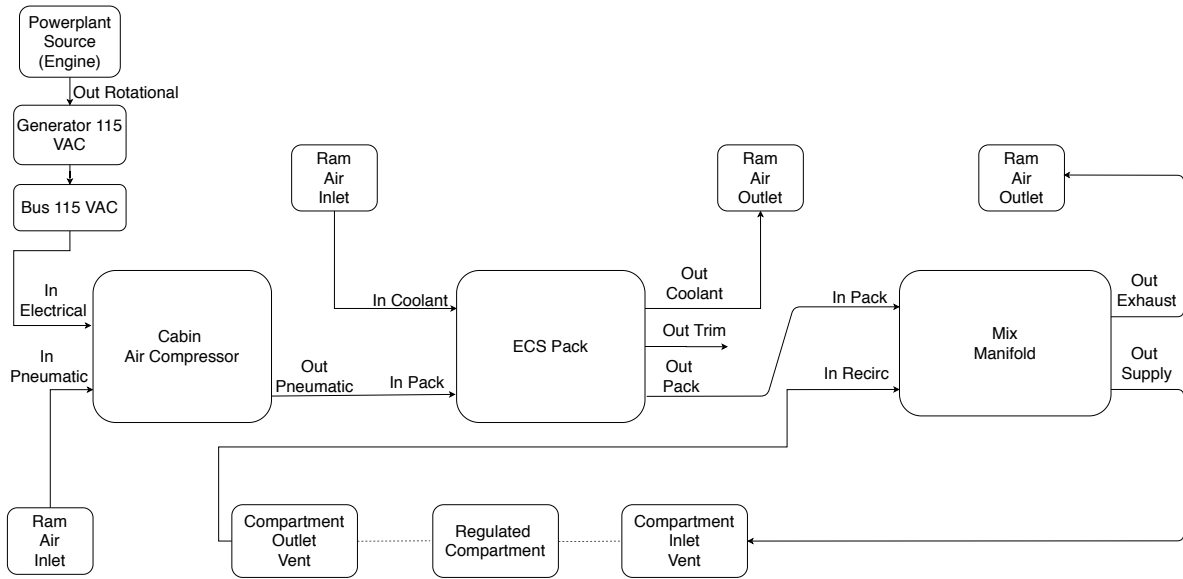 Powerplant
Source
(Engine)
Out Rotational
Generator 115
VAC
Bus 115 VAC
Ram
Air
Inlet
Ram
Air
Outlet
Ram
Air
Outlet
In
Electrical
In
Pneumatic
Cabin
Air Compressor
Out
Pneumatic
In Coolant
In Pack
ECS Pack
Out
Coolant
Out Trim
Out
Pack
In Pack
In Recirc
Mix
Manifold
Out
Exhaust
Out
Supply
Ram
Air
Inlet
Compartment
Outlet
Vent
Regulated
Compartment
Compartment
Inlet
Vent